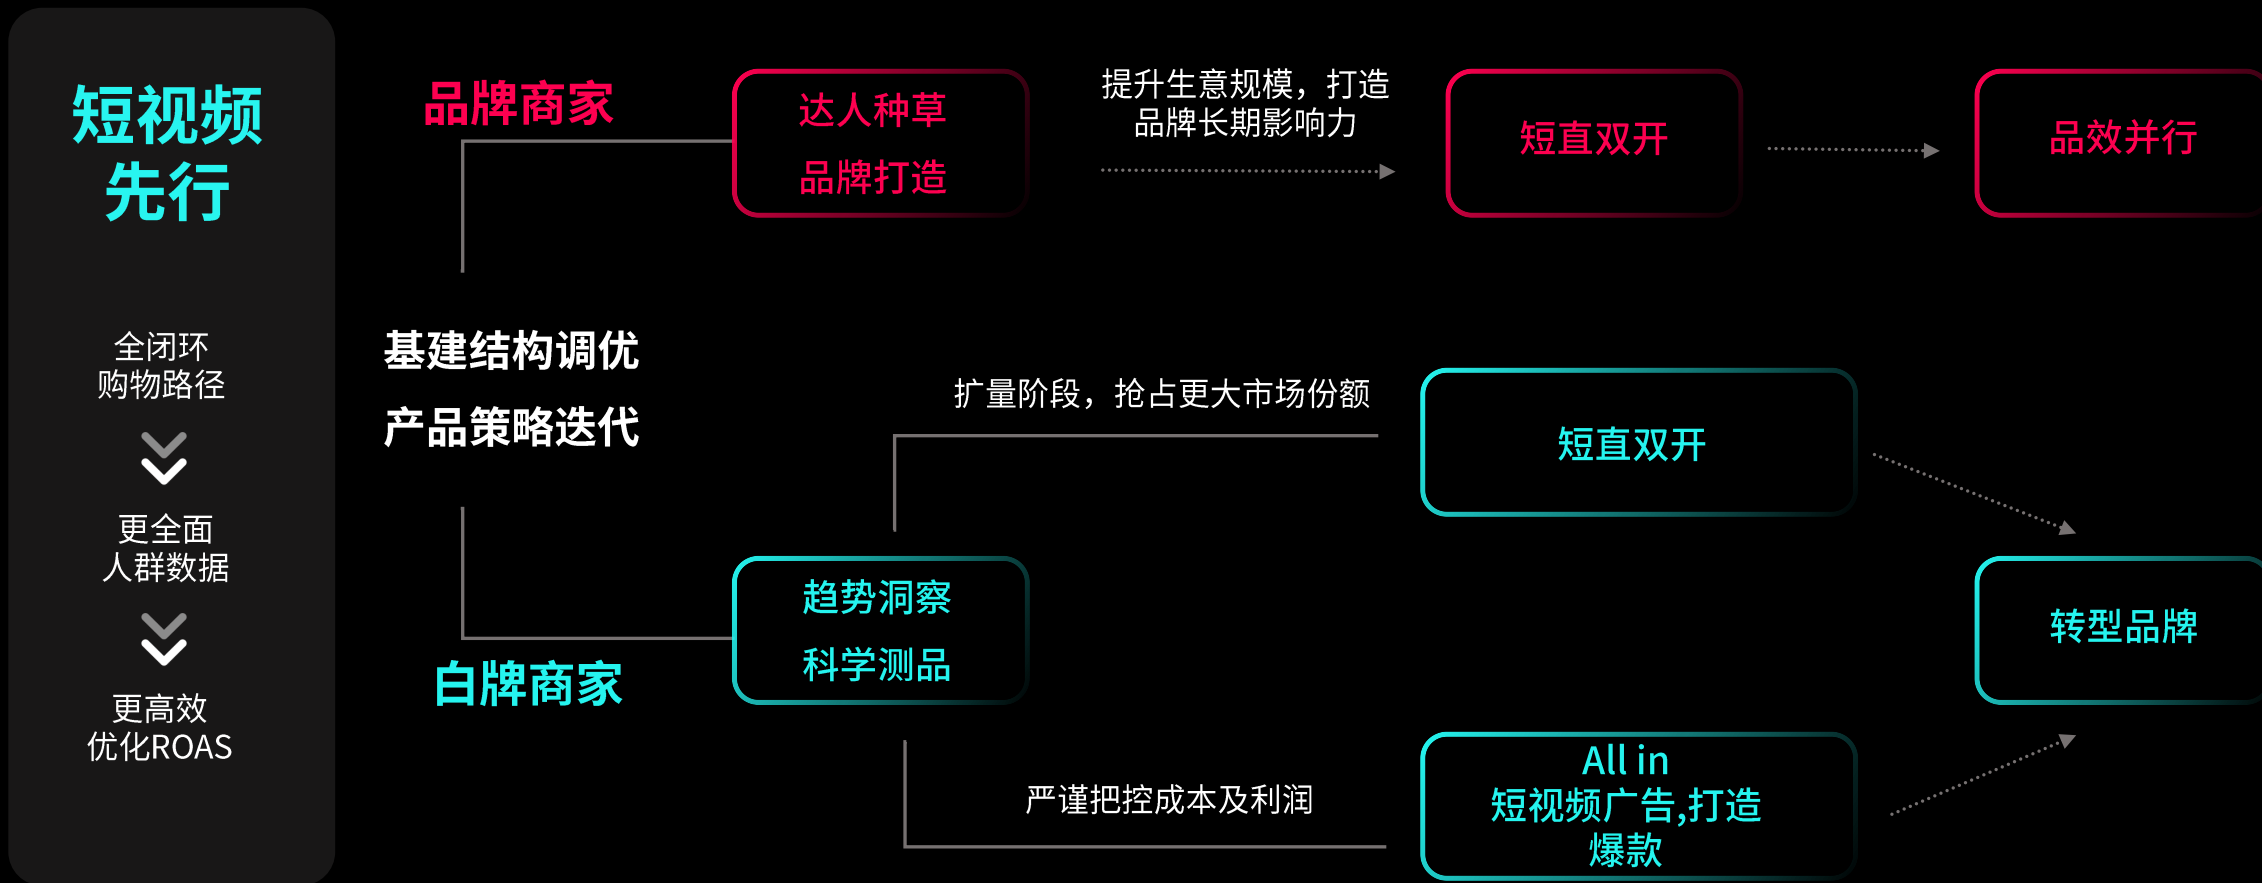 短视频
先行
全闭环
购物路径
更全面
人群数据
更高效
优化ROAS
品牌商家
基建结构调优
产品策略迭代
白牌商家
达人种草
品牌打造
提升生意规模，打造
品牌长期影响力
短直双开
品效并行
扩量阶段，抢占更大市场份额
短直双开
趋势洞察
科学测品
转型品牌
严谨把控成本及利润
All in
短视频广告,打造
爆款